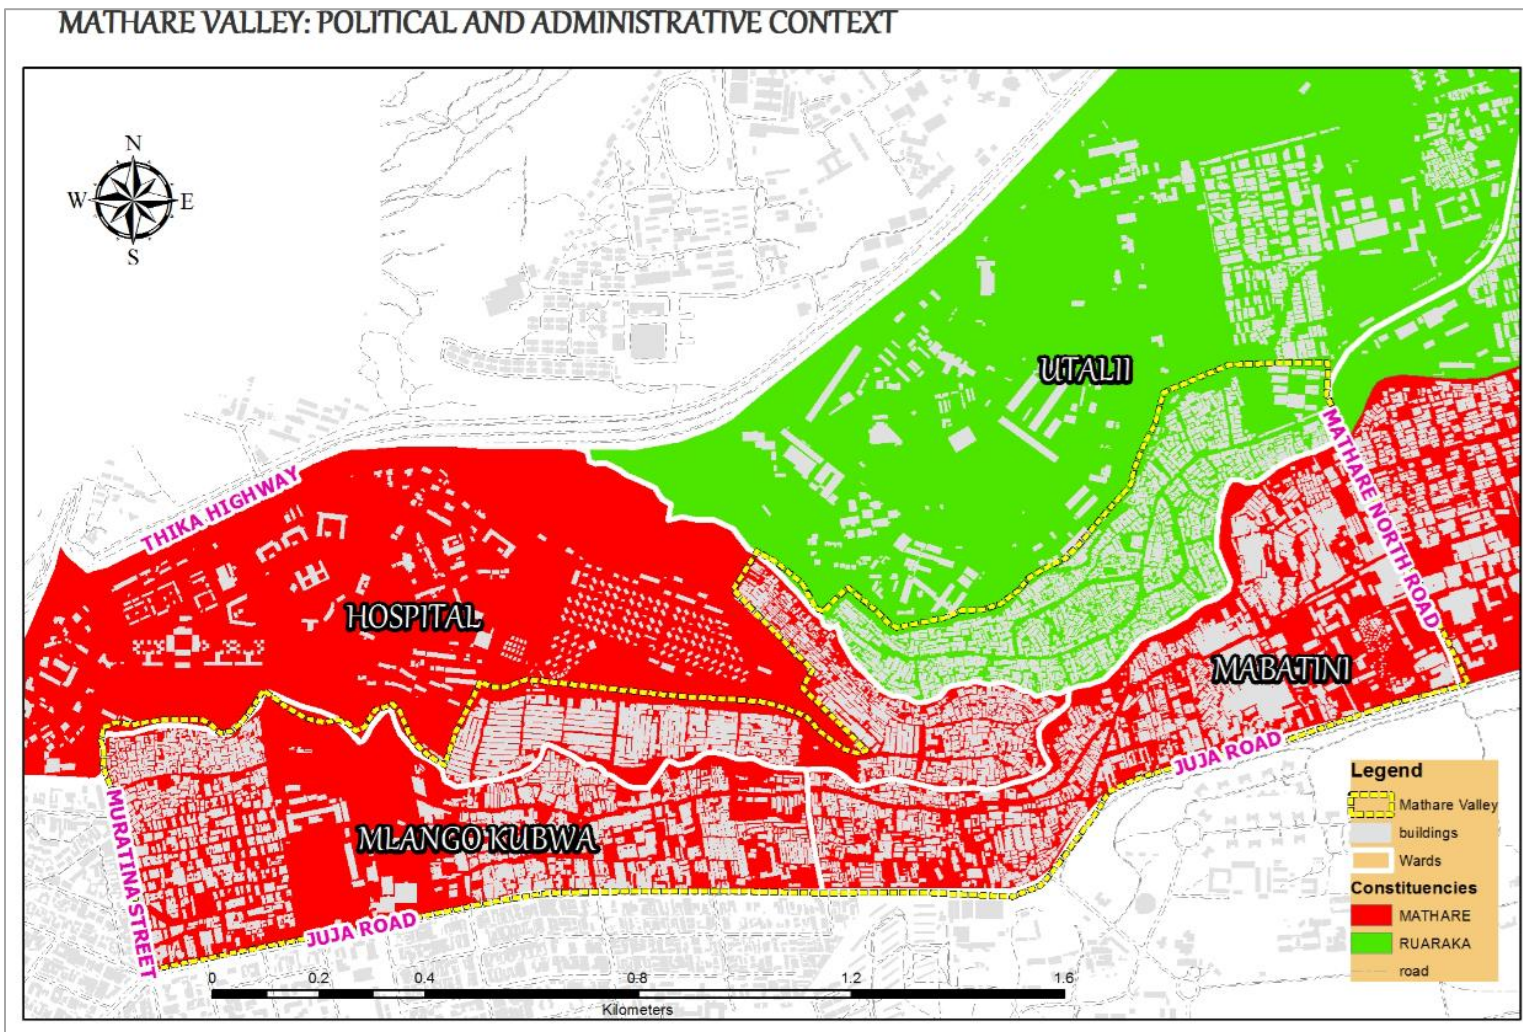 MATHARE VALLEY: POLITICAL AND ADMINISTRATIVE CONTEXT
N
W
E
S
UTALII
THIKA HIGHWAY
MATHARE NORTH ROAD
HOSPITAL
MABATINI
JUJA ROAD
MLANGO KUBWA
MURATINA STREET
JUJA ROAD
Legend
Mathare Valley
buildings
Wards
Constituencies
MATHARE
RUARAKA
road
0 0.2 0.4 0.8 1.2 1.6
Kilometers